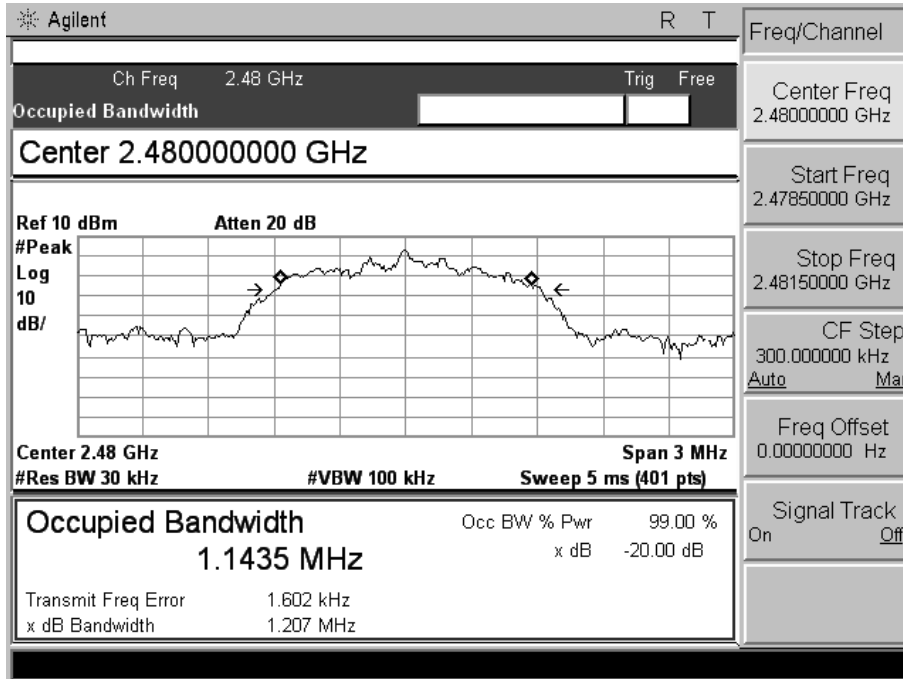 Agilent R T
Freq/Channel
Ch Freq 2.48 GHz Trig Free
Occupied Bandwidth
Center 2.480000000 GHz
Ref 10 dBm Atten 20 dB
#Peak
Log
10
dB/
Center 2.48 GHz Span 3 MHz
#Res BW 30 kHz #VBW 100 kHz Sweep 5 ms (401 pts)
Occupied Bandwidth
1.1435 MHz
Occ BW % Pwr 99.00 %
x dB -20.00 dB
Transmit Freq Error 1.602 kHz
x dB Bandwidth 1.207 MHz
Center Freq
2.48000000 GHz
Start Freq
2.47850000 GHz
Stop Freq
2.48150000 GHz
CF Step
300.000000 kHz
Auto Ma
Freq Offset
0.00000000 Hz
Signal Track
On Off